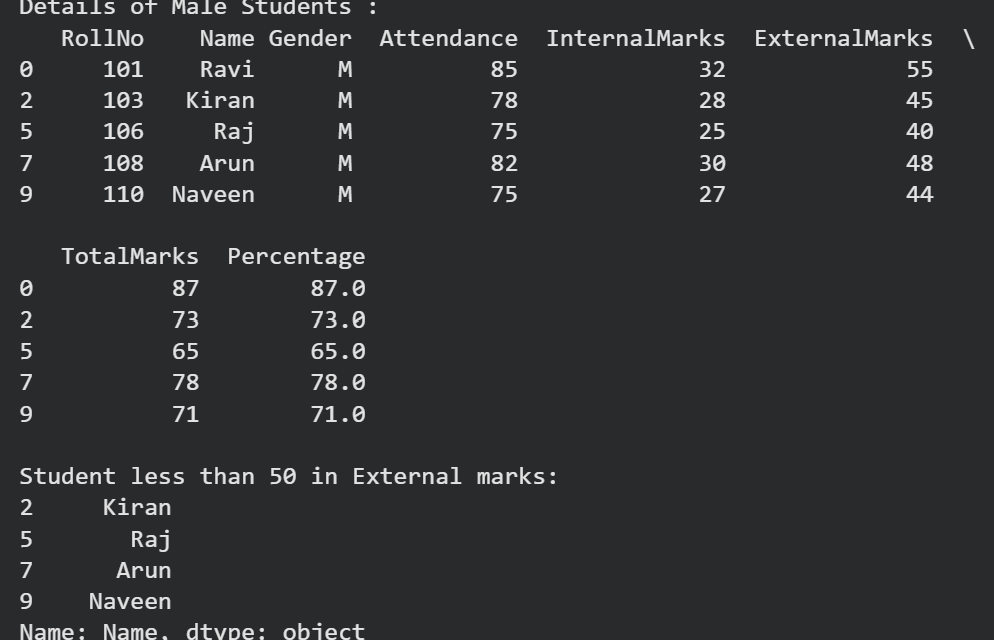 Details of Male Students :
   RollNo    Name Gender  Attendance  InternalMarks  ExternalMarks  \
0     101    Ravi      M          85             32             55
2     103   Kiran      M          78             28             45
5     106     Raj      M          75             25             40
7     108    Arun      M          82             30             48
9     110  Naveen      M          75             27             44

   TotalMarks  Percentage
0          87        87.0
2          73        73.0
5          65        65.0
7          78        78.0
9          71        71.0

Student less than 50 in External marks:
2     Kiran
5       Raj
7      Arun
9    Naveen
Name: Name, dtype: object